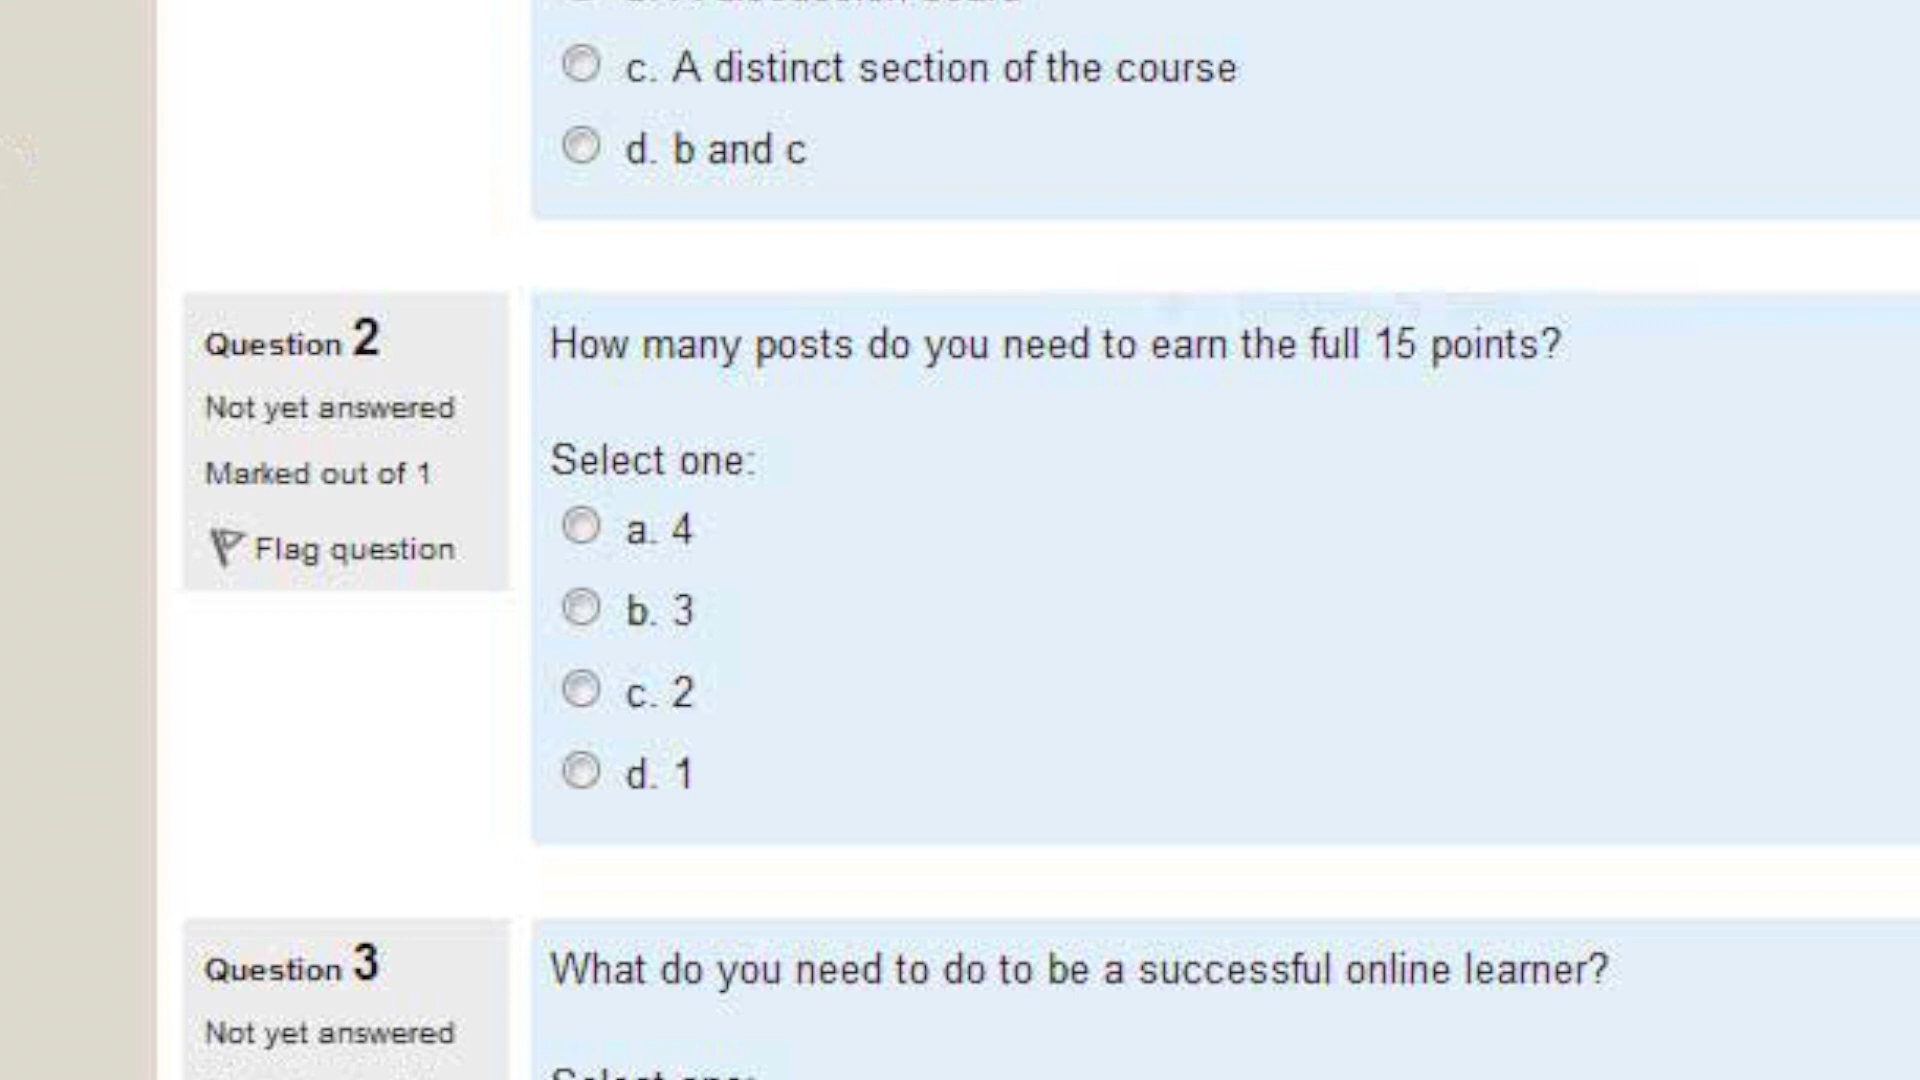 c. A distinct section of the course
d. b and c
Question 2
Not yet answered
Marked out of 1
Flag question
How many posts do you need to earn the full 15 points?
Select one:
a. 4
b. 3
c. 2
d. 1
Question 3
Not yet answered
What do you need to do to be a successful online learner?